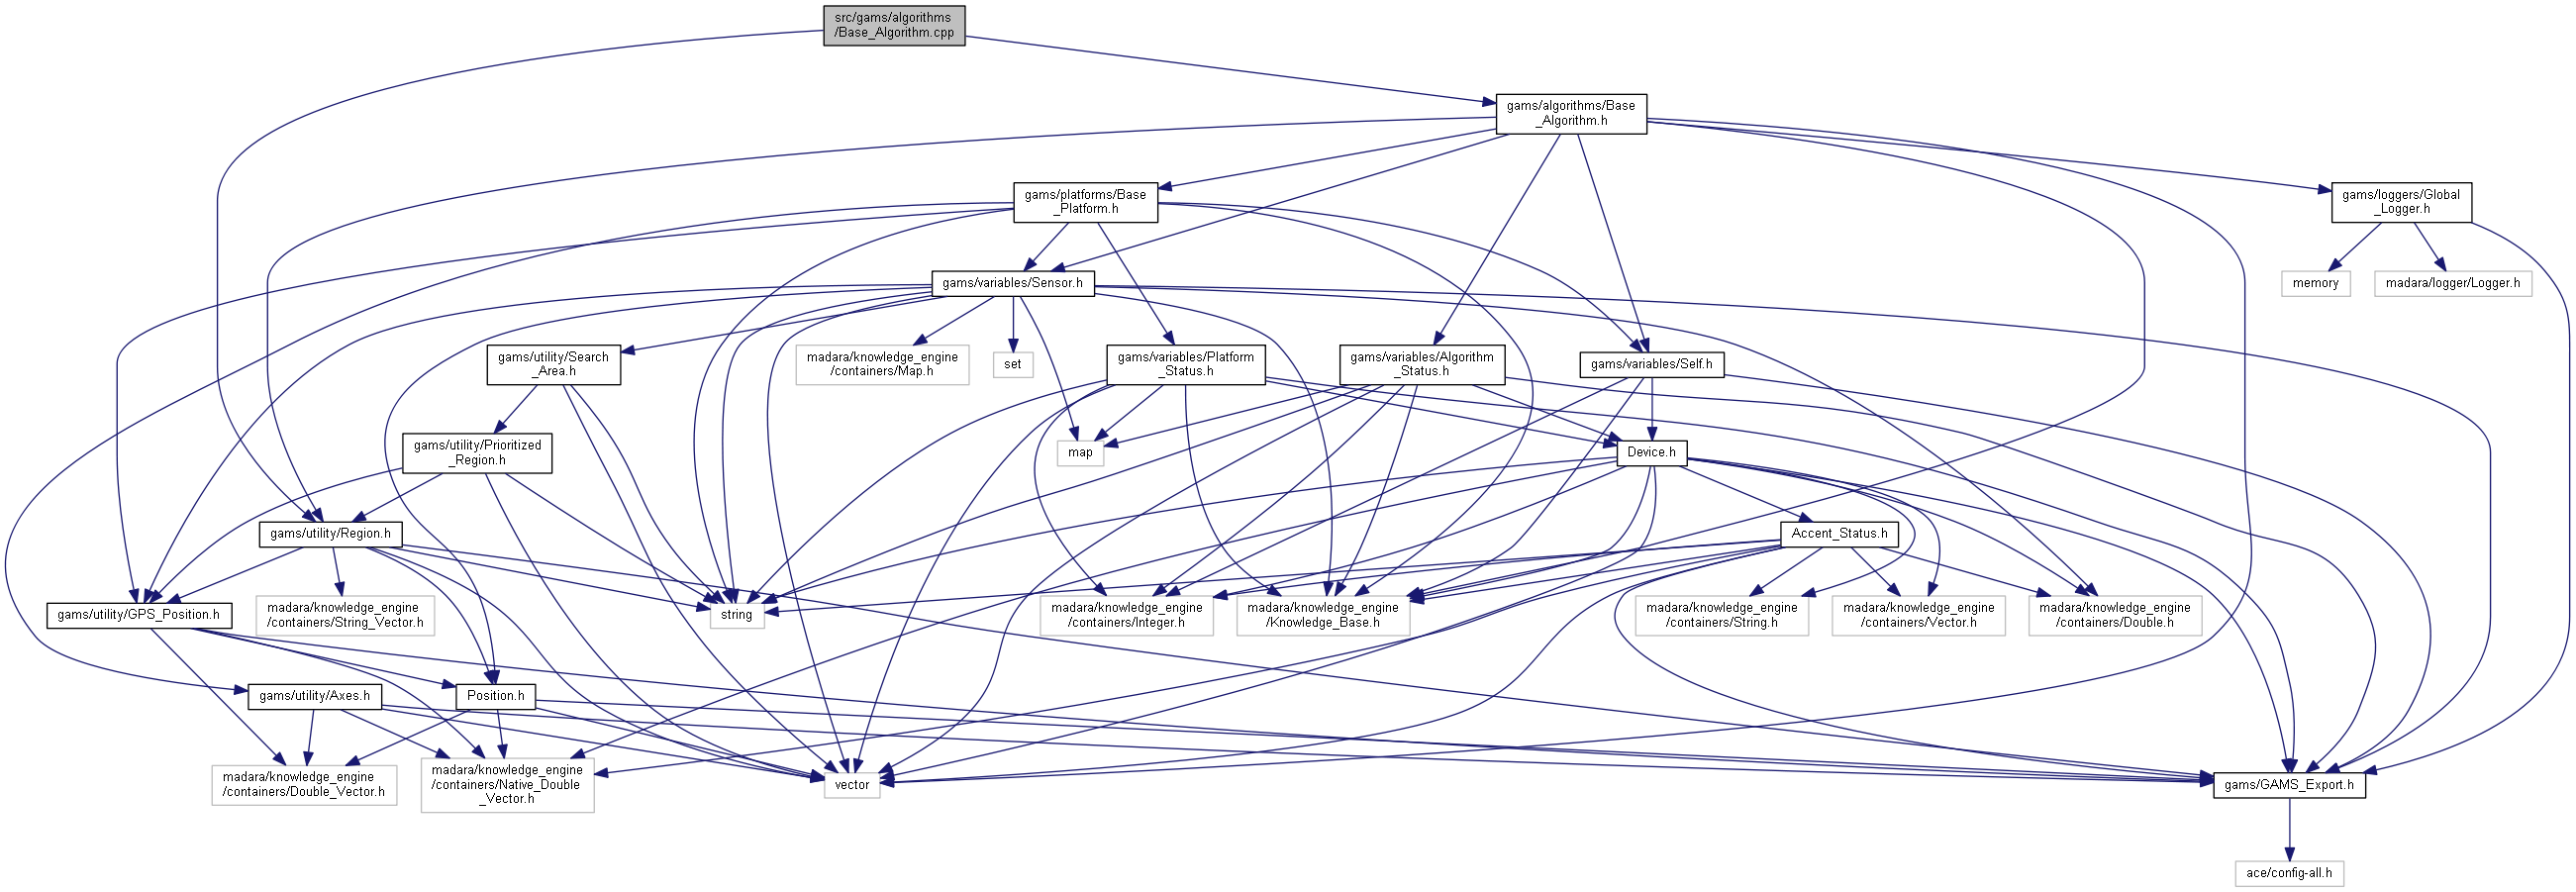 src/gams/algorithms
/Base_Algorithm.cpp
gams/algorithms/Base
_Algorithm.h
gams/platforms/Base
_Platform.h
gams/loggers/Global
_Logger.h
gams/variables/Sensor.h
memory
madara/logger/Logger.h
gams/utility/Search
_Area.h
madara/knowledge_engine
/containers/Map.h
set
gams/variables/Platform
_Status.h
gams/variables/Algorithm
_Status.h
gams/variables/Self.h
gams/utility/Prioritized
_Region.h
map
Device.h
gams/utility/Region.h
Accent_Status.h
gams/utility/GPS_Position.h
madara/knowledge_engine
/containers/String_Vector.h
string
madara/knowledge_engine
/containers/Integer.h
madara/knowledge_engine
/Knowledge_Base.h
madara/knowledge_engine
/containers/String.h
madara/knowledge_engine
/containers/Vector.h
madara/knowledge_engine
/containers/Double.h
gams/utility/Axes.h
Position.h
madara/knowledge_engine
/containers/Double_Vector.h
madara/knowledge_engine
/containers/Native_Double
_Vector.h
vector
gams/GAMS_Export.h
ace/config-all.h